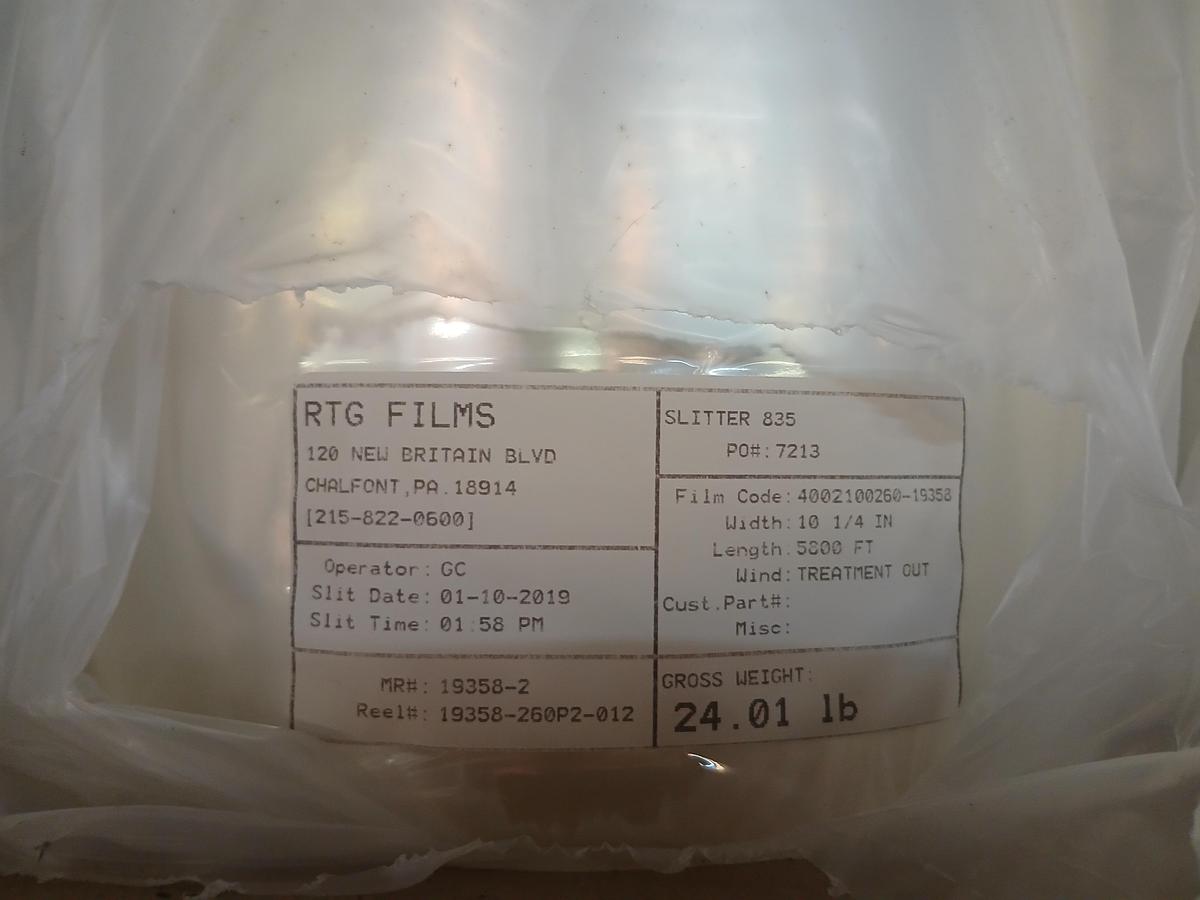 RTG FILMS
120 NEW BRITAIN BLVD
CHALFONT,PA.18914
[215-822-0600]
Operator: GC
Slit Date: 01-10-2019
Slit Time: 01:58 PM
MR#: 19358-2
Reel#: 19358-260P2-012
SLITTER 835
PO#: 7213
Film Code: 4002100260-19358
Width: 10 1/4 IN
Length: 5800 FT
Wind: TREATMENT OUT
Cust.Part#:
Misc:
GROSS WEIGHT:
24.01 lb